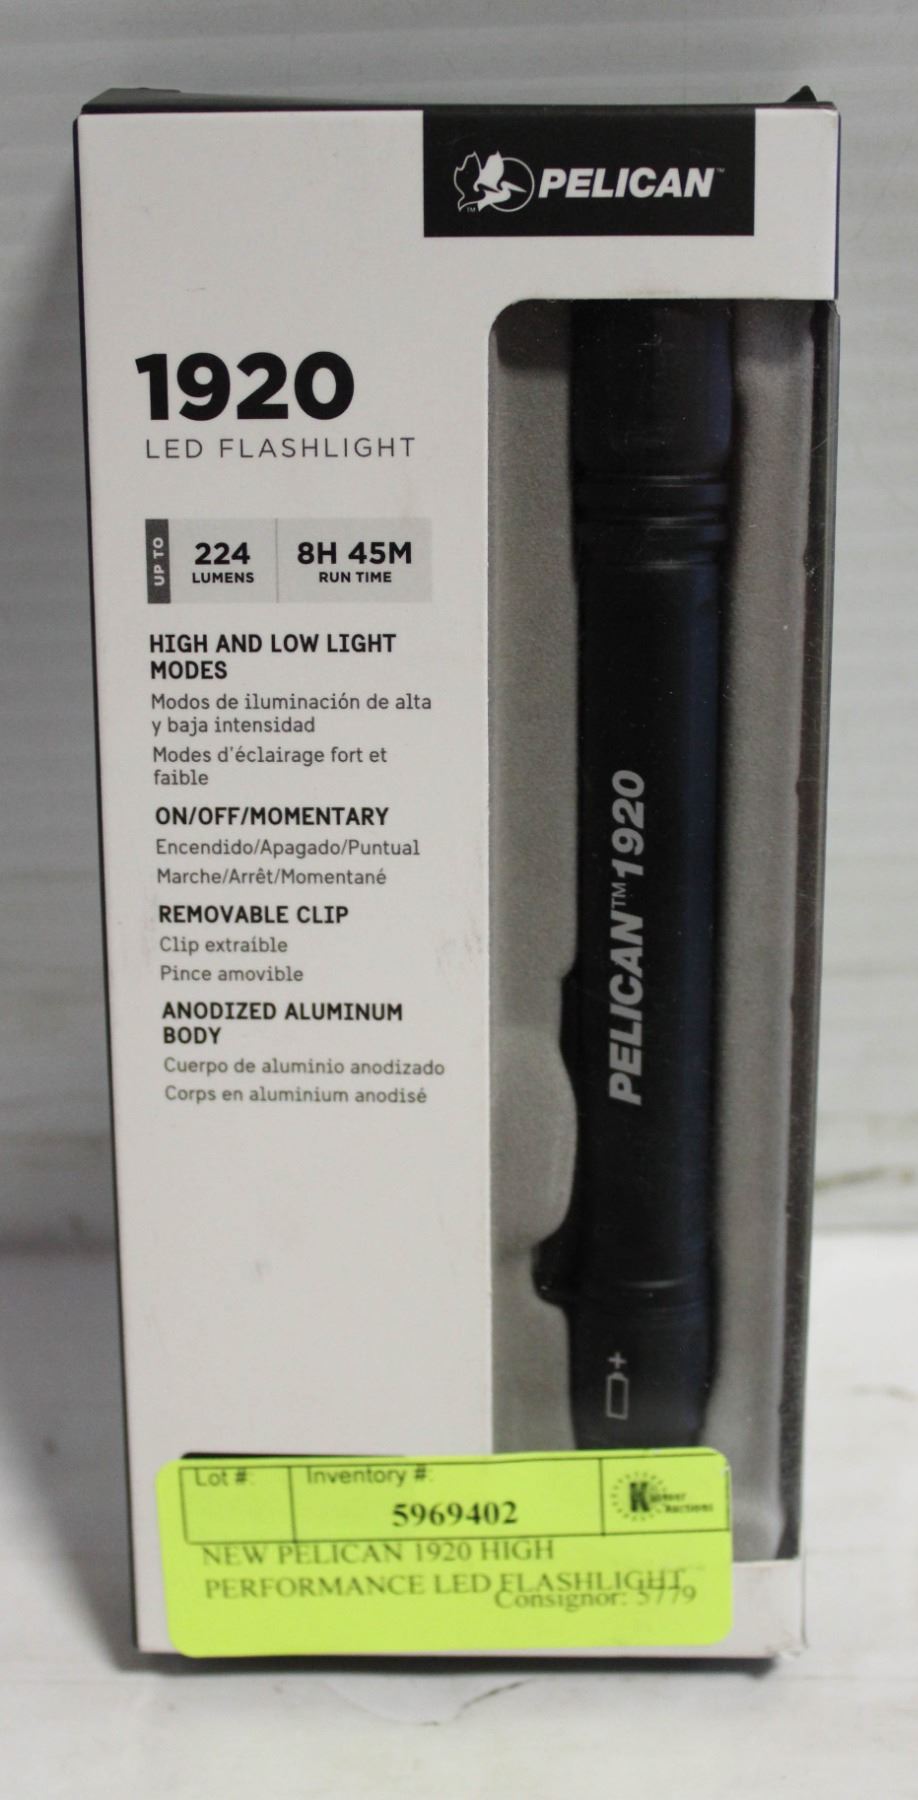 PELICAN™
TM
1920
LED FLASHLIGHT
UP TO
224
LUMENS
8H 45M
RUN TIME
HIGH AND LOW LIGHT
MODES
Modos de iluminación de alta
y baja intensidad
Modes d'éclairage fort et
faible
ON/OFF/MOMENTARY
Encendido/Apagado/Puntual
Marche/Arrêt/Momentané
REMOVABLE CLIP
Clip extraíble
Pince amovible
ANODIZED ALUMINUM
BODY
Cuerpo de aluminio anodizado
Corps en aluminium anodisé
PELICAN™1920
+
Lot #:
Inventory #:
5969402
Auctions
NEW PELICAN 1920 HIGH
PERFORMANCE LED FLASHLIGHT
Consignor: 5779